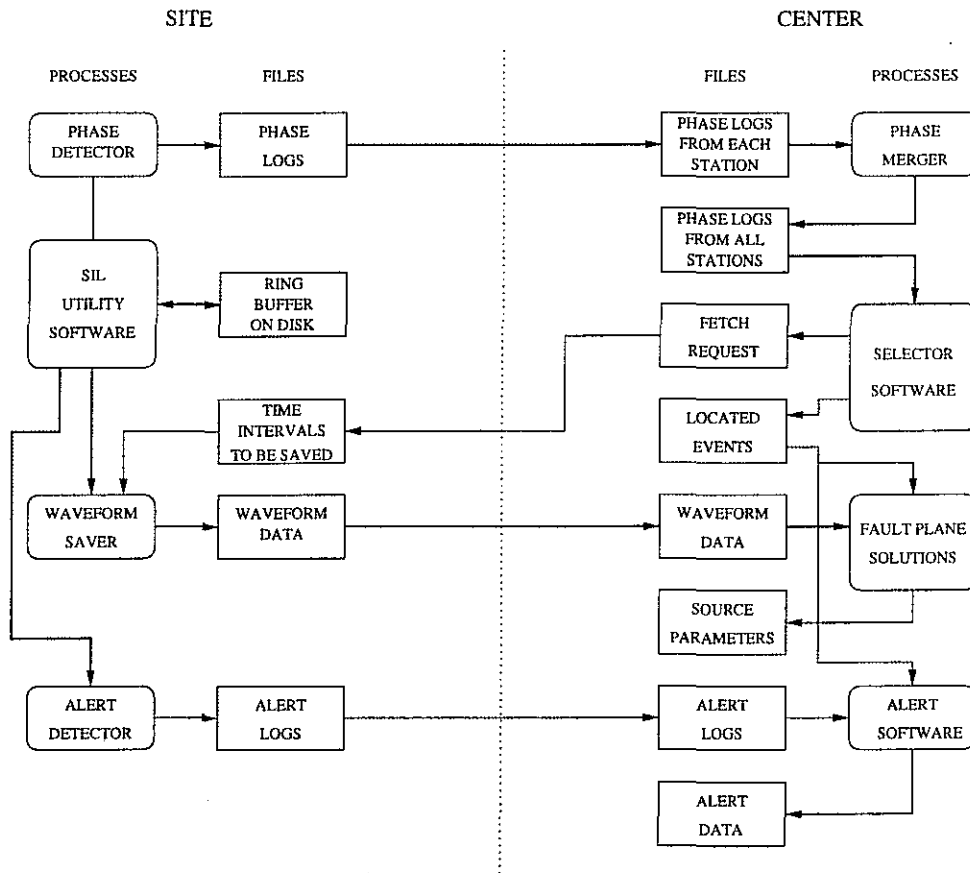 SITE
CENTER
PROCESSES
FILES
FILES
PROCESSES
PHASE
DETECTOR
PHASE
LOGS
PHASE LOGS
FROM EACH
STATION
PHASE
MERGER
PHASE LOGS
FROM ALL
STATIONS
SIL
UTILITY
SOFTWARE
RING
BUFFER
ON DISK
FETCH
REQUEST
SELECTOR
SOFTWARE
TIME
INTERVALS
TO BE SAVED
LOCATED
EVENTS
WAVEFORM
SAVER
WAVEFORM
DATA
WAVEFORM
DATA
FAULT PLANE
SOLUTIONS
SOURCE
PARAMETERS
ALERT
DETECTOR
ALERT
LOGS
ALERT
LOGS
ALERT
SOFTWARE
ALERT
DATA